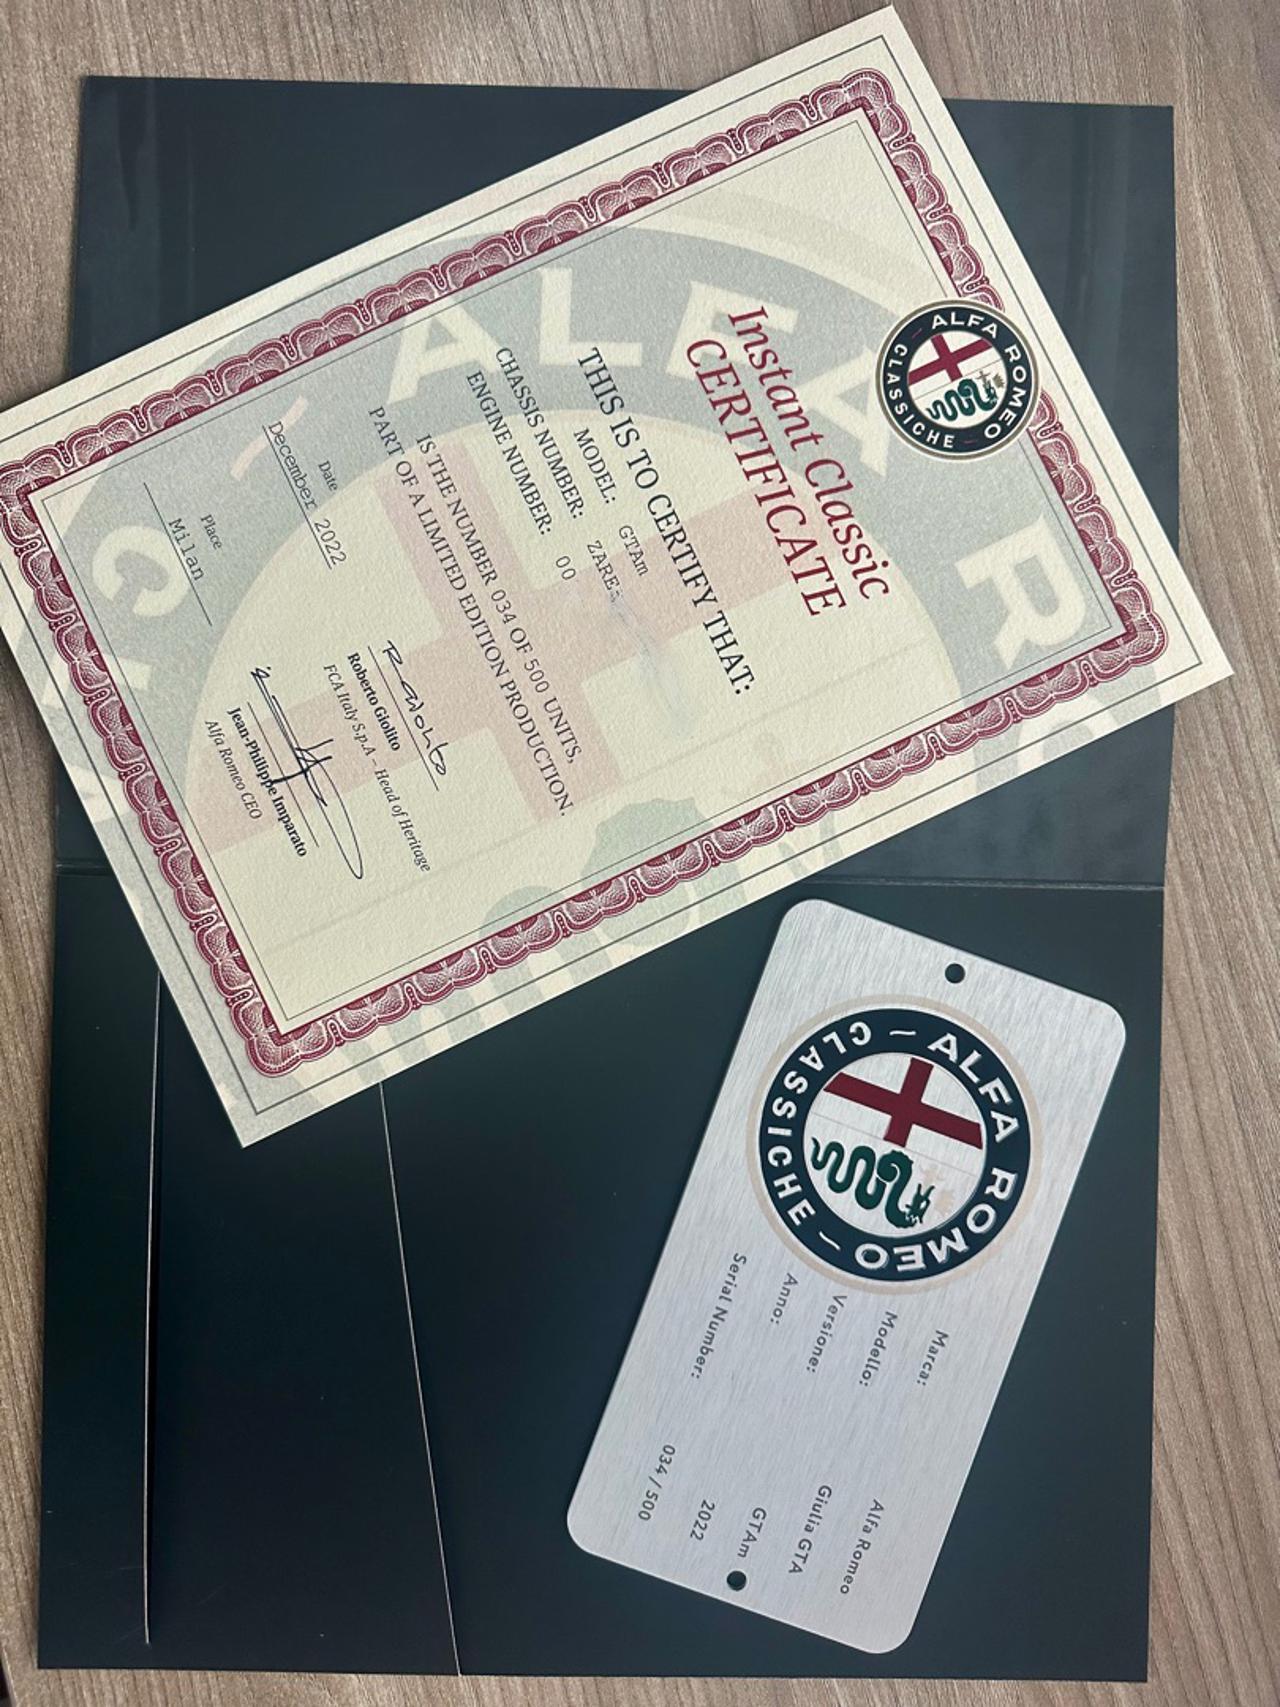 ALFA ROMEO
CLASSICHE
Instant Classic
CERTIFICATE
THIS IS TO CERTIFY THAT:
MODEL: GTAm
CHASSIS NUMBER: ZARE
ENGINE NUMBER: 00
IS THE NUMBER 034 OF 500 UNITS,
PART OF A LIMITED EDITION PRODUCTION.
Date
December 2022
Place
Milan
Roberto Giolito
FCA Italy S.p.A – Head of Heritage
Jean-Philippe Imparato
Alfa Romeo CEO
ALFA R
C
ALFA ROMEO
CLASSICHE
Marca: Alfa Romeo
Modello: Giulia GTA
Versione: GTAm
Anno: 2022
Serial Number: 034 / 500